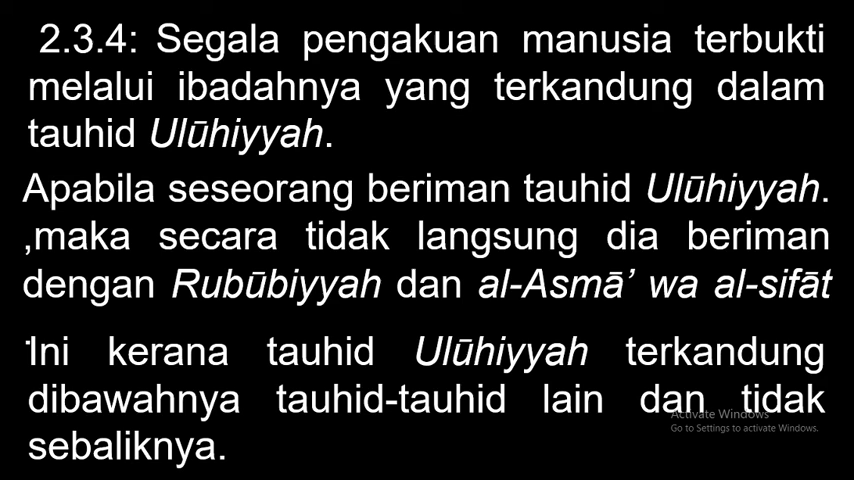 2.3.4: Segala pengakuan manusia terbukti
melalui ibadahnya yang terkandung dalam
tauhid Ulūhiyyah.
Apabila seseorang beriman tauhid Ulūhiyyah.
,maka secara tidak langsung dia beriman
dengan Rubūbiyyah dan al-Asmā’ wa al-sifāt
.Ini kerana tauhid Ulūhiyyah terkandung
dibawahnya tauhid-tauhid lain dan tidak
sebaliknya.
Activate Windows
Go to Settings to activate Windows.